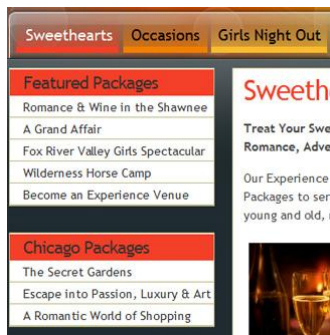 Sweethearts Occasions Girls Night Out
Featured Packages
Romance & Wine in the Shawnee
A Grand Affair
Fox River Valley Girls Spectacular
Wilderness Horse Camp
Become an Experience Venue
Chicago Packages
The Secret Gardens
Escape into Passion, Luxury & Art
A Romantic World of Shopping
Sweeth
Treat Your Swe
Romance, Adve
Our Experience
Packages to ser
young and old,